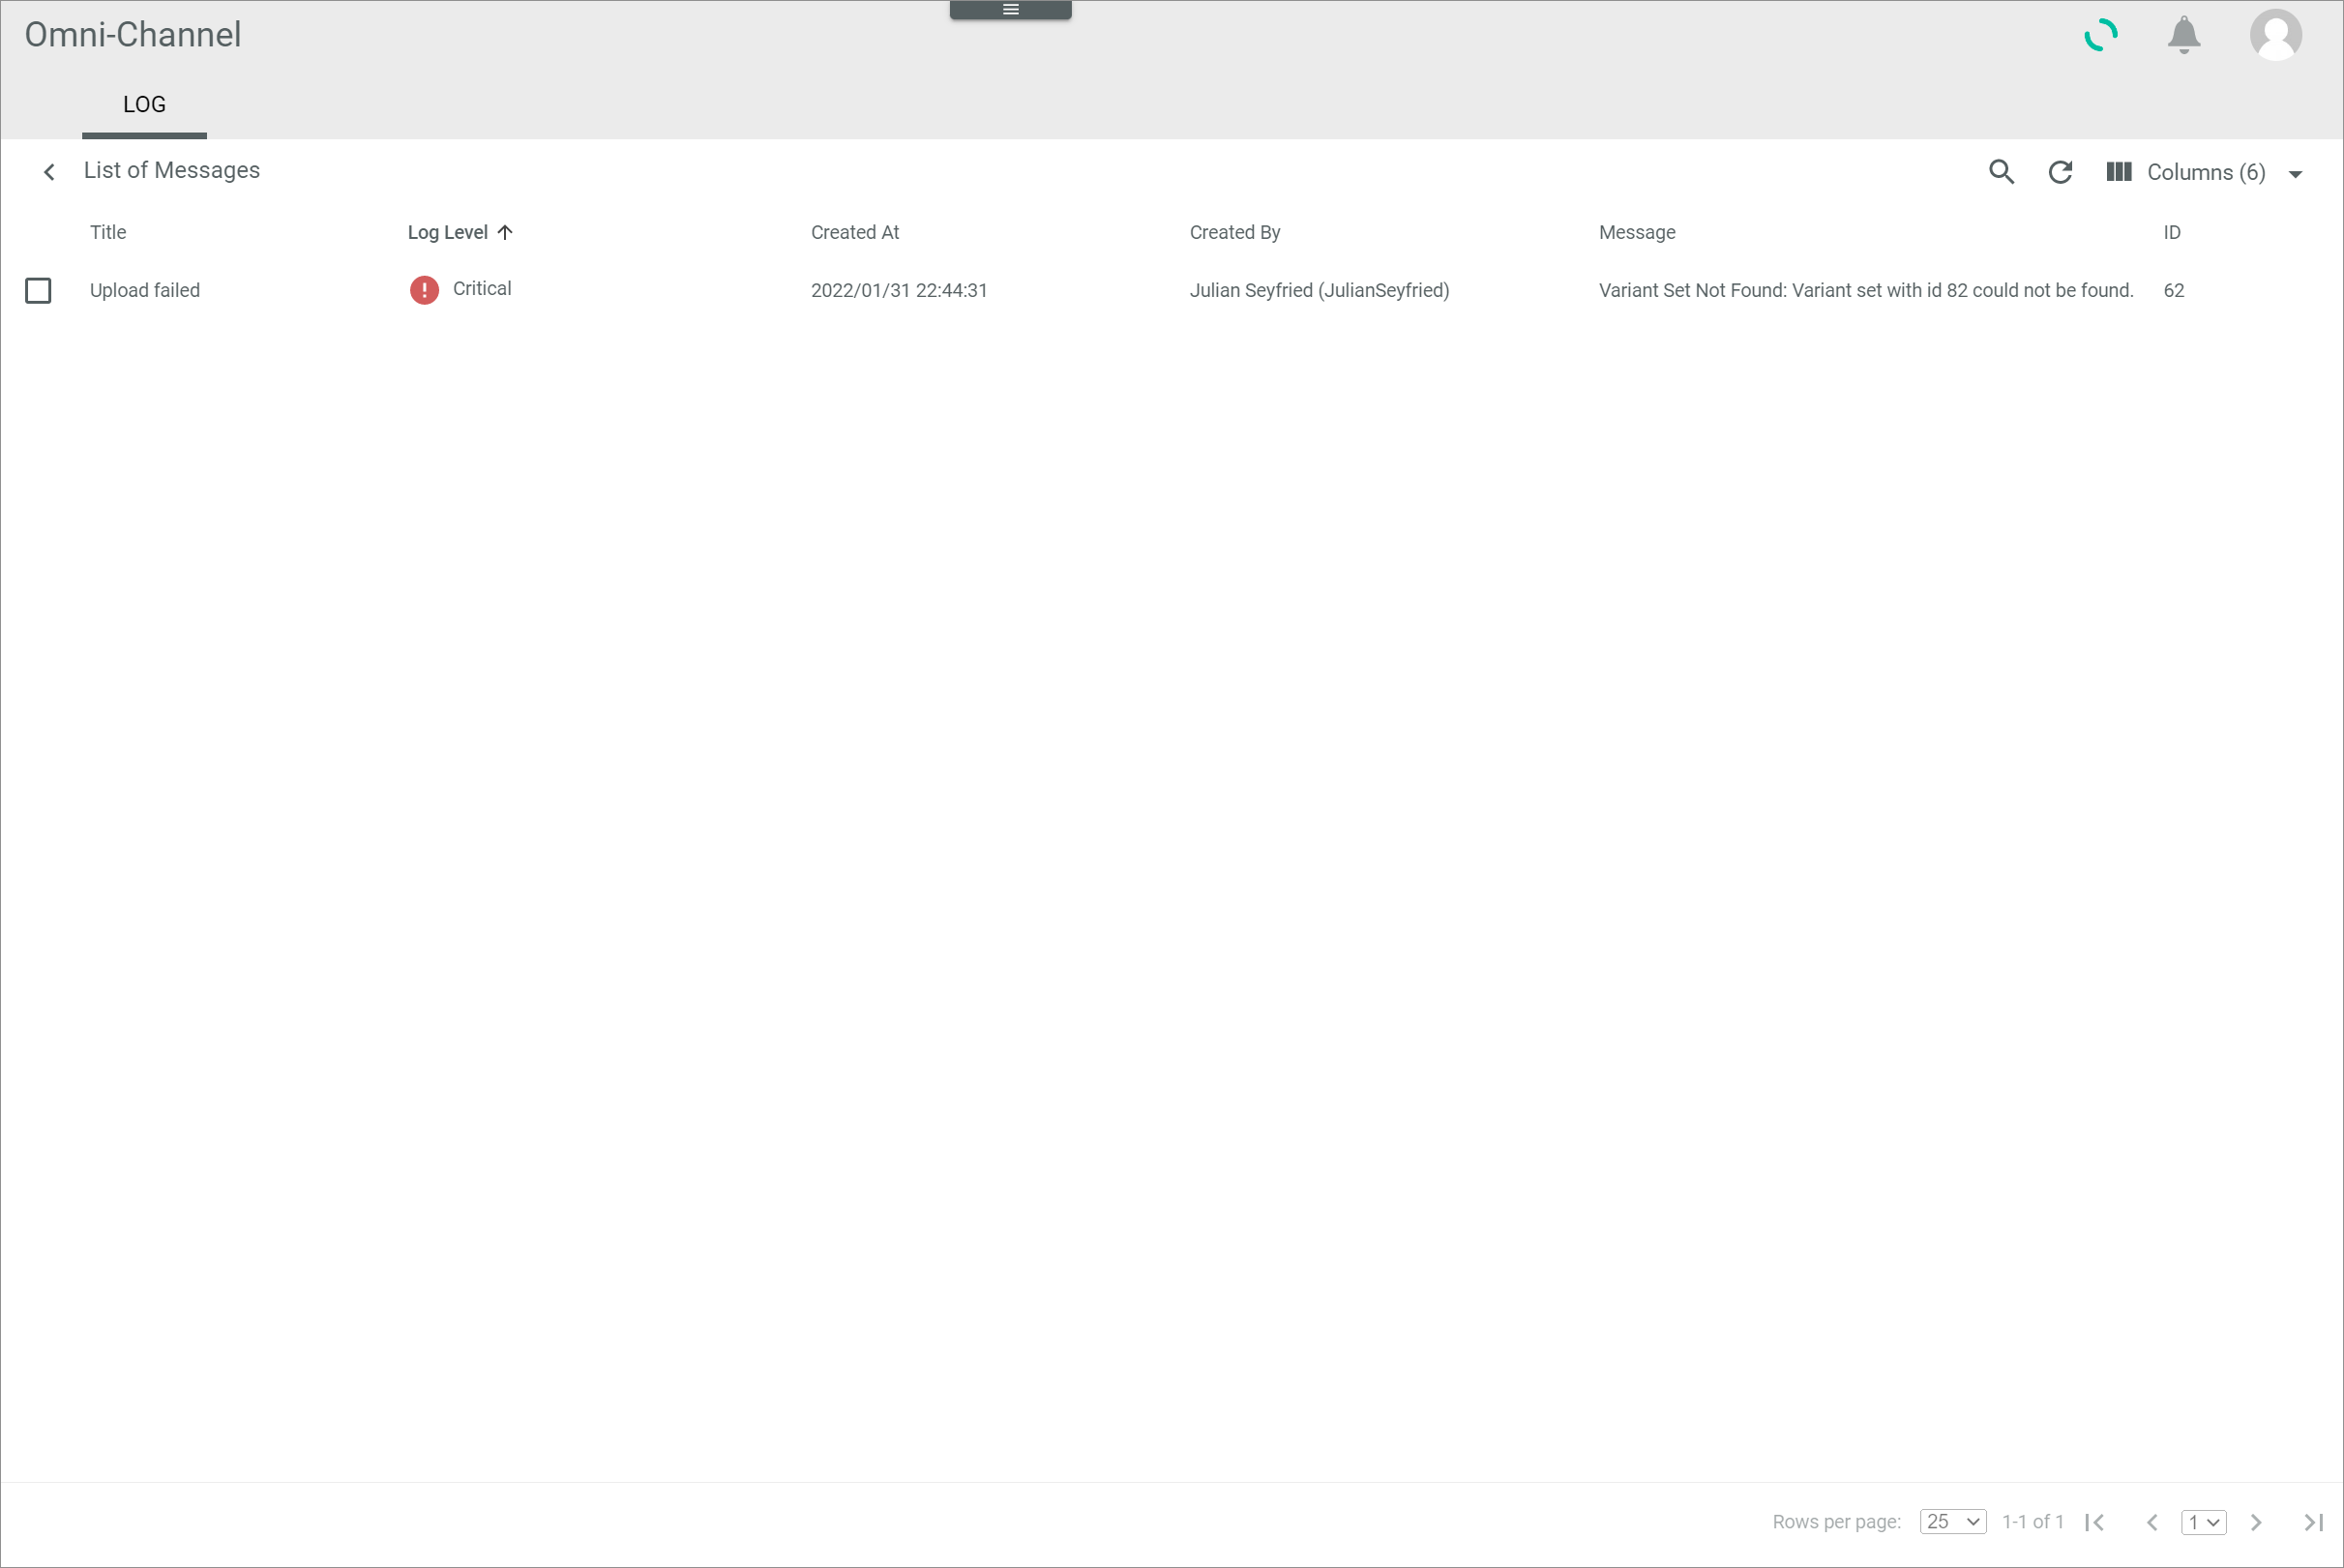 Omni-Channel
LOG
List of Messages
Columns (6)
Title Log Level Created At Created By Message ID
Upload failed Critical 2022/01/31 22:44:31 Julian Seyfried (JulianSeyfried) Variant Set Not Found: Variant set with id 82 could not be found. 62
Rows per page: 25 1-1 of 1 1